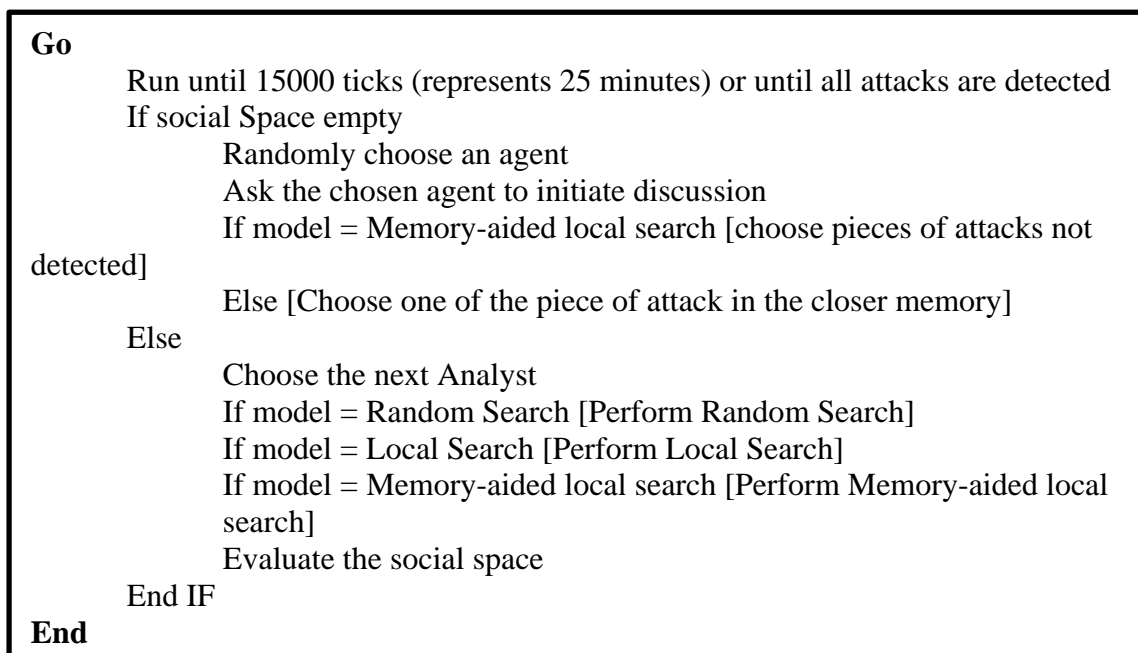 Go
Run until 15000 ticks (represents 25 minutes) or until all attacks are detected
If social Space empty
Randomly choose an agent
Ask the chosen agent to initiate discussion
If model = Memory-aided local search [choose pieces of attacks not
detected]
Else [Choose one of the piece of attack in the closer memory]
Else
Choose the next Analyst
If model = Random Search [Perform Random Search]
If model = Local Search [Perform Local Search]
If model = Memory-aided local search [Perform Memory-aided local
search]
Evaluate the social space
End IF
End